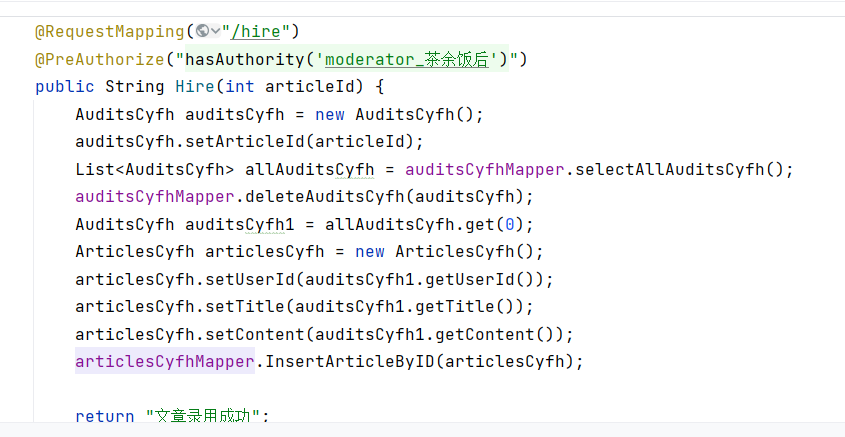 @RequestMapping("/hire")
@PreAuthorize("hasAuthority('moderator_茶余饭后')")
public String Hire(int articleId) {
AuditsCyfh auditsCyfh = new AuditsCyfh();
auditsCyfh.setArticleId(articleId);
List<AuditsCyfh> allAuditsCyfh = auditsCyfhMapper.selectAllAuditsCyfh();
auditsCyfhMapper.deleteAuditsCyfh(auditsCyfh);
AuditsCyfh auditsCyfh1 = allAuditsCyfh.get(0);
ArticlesCyfh articlesCyfh = new ArticlesCyfh();
articlesCyfh.setUserId(auditsCyfh1.getUserId());
articlesCyfh.setTitle(auditsCyfh1.getTitle());
articlesCyfh.setContent(auditsCyfh1.getContent());
articlesCyfhMapper.InsertArticleByID(articlesCyfh);
return "文章录用成功";